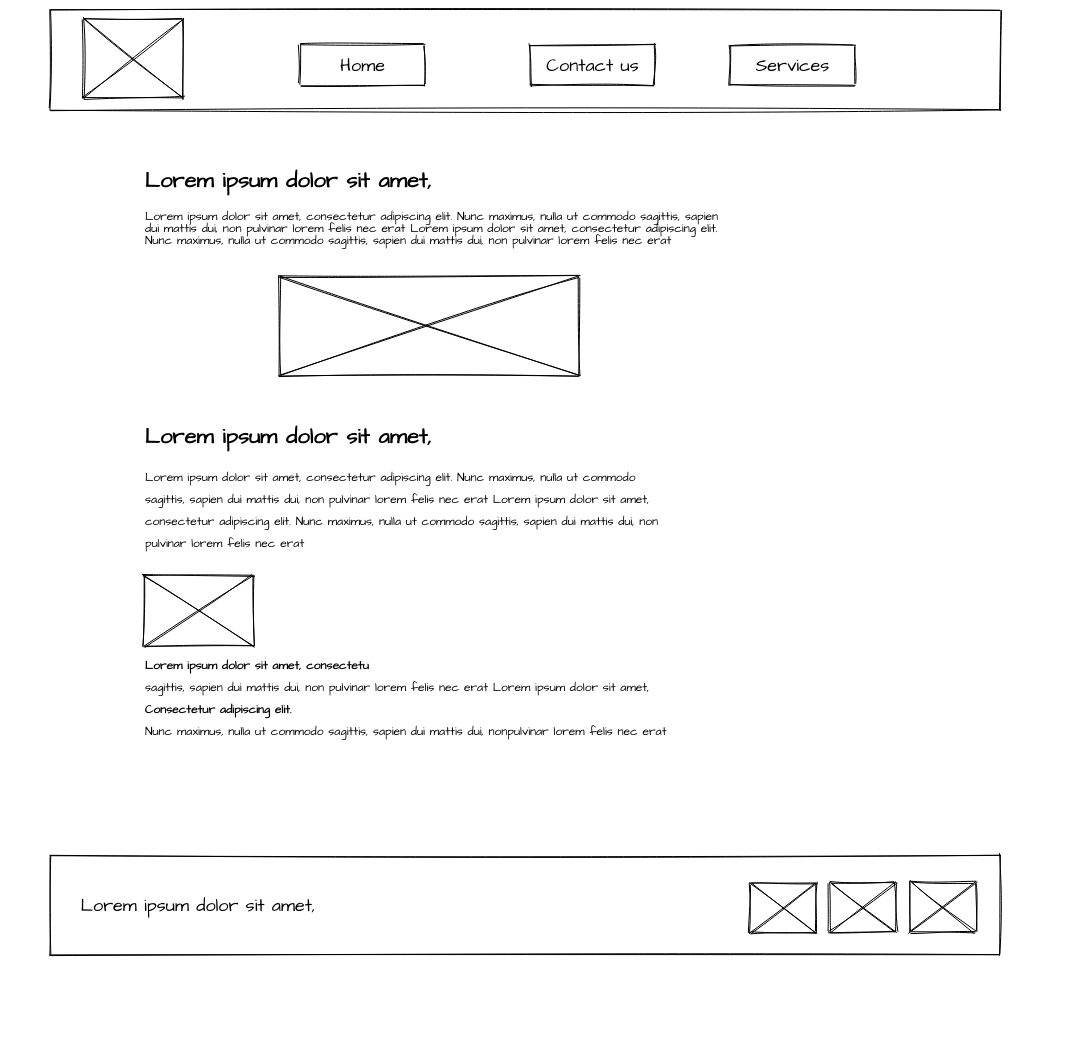 Home
Contact us
Services
Lorem ipsum dolor sit amet,
Lorem ipsum dolor sit amet, consectetur adipiscing elit. Nunc maximus, nulla ut commodo sagittis, sapien
dui mattis dui, non pulvinar lorem felis nec erat Lorem ipsum dolor sit amet, consectetur adipiscing elit.
Nunc maximus, nulla ut commodo sagittis, sapien dui mattis dui, non pulvinar lorem felis nec erat
Lorem ipsum dolor sit amet,
Lorem ipsum dolor sit amet, consectetur adipiscing elit. Nunc maximus, nulla ut commodo
sagittis, sapien dui mattis dui, non pulvinar lorem felis nec erat Lorem ipsum dolor sit amet,
consectetur adipiscing elit. Nunc maximus, nulla ut commodo sagittis, sapien dui mattis dui, non
pulvinar lorem felis nec erat
Lorem ipsum dolor sit amet, consectetu
sagittis, sapien dui mattis dui, non pulvinar lorem felis nec erat Lorem ipsum dolor sit amet,
Consectetur adipiscing elit.
Nunc maximus, nulla ut commodo sagittis, sapien dui mattis dui, nonpulvinar lorem felis nec erat
Lorem ipsum dolor sit amet,